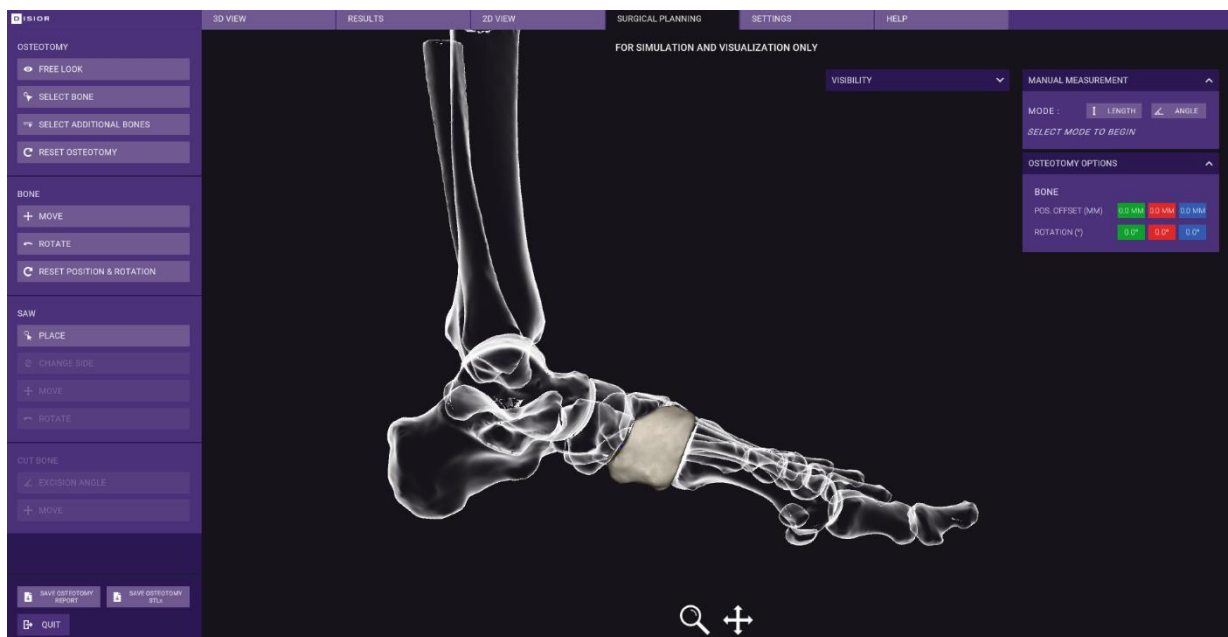 DISIOR
3D VIEW
RESULTS
2D VIEW
SURGICAL PLANNING
SETTINGS
HELP
FOR SIMULATION AND VISUALIZATION ONLY
OSTEOTOMY
FREE LOOK
SELECT BONE
SELECT ADDITIONAL BONES
RESET OSTEOTOMY
BONE
MOVE
ROTATE
RESET POSITION & ROTATION
SAW
PLACE
CHANGE SIDE
MOVE
ROTATE
CUT BONE
EXCISION ANGLE
MOVE
SAVE OSTEOTOMY
REPORT
SAVE OSTEOTOMY
STLs
QUIT
VISIBILITY
MANUAL MEASUREMENT
MODE : LENGTH ANGLE
SELECT MODE TO BEGIN
OSTEOTOMY OPTIONS
BONE
POS. OFFSET (MM) 0.0 MM 0.0 MM 0.0 MM
ROTATION (°) 0.0° 0.0° 0.0°